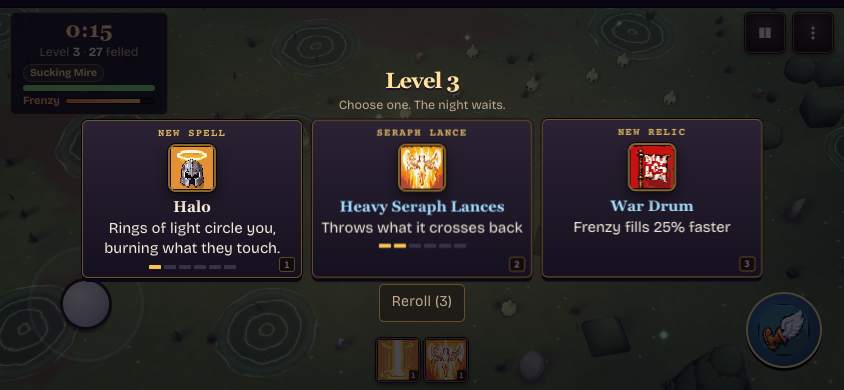 0:15
Level 3 · 27 felled
Sucking Mire
Frenzy
Level 3
Choose one. The night waits.
NEW SPELL
Halo
Rings of light circle you,
burning what they touch.
1
SERAPH LANCE
Heavy Seraph Lances
Throws what it crosses back
2
NEW RELIC
War Drum
Frenzy fills 25% faster
3
Reroll (3)
1
1